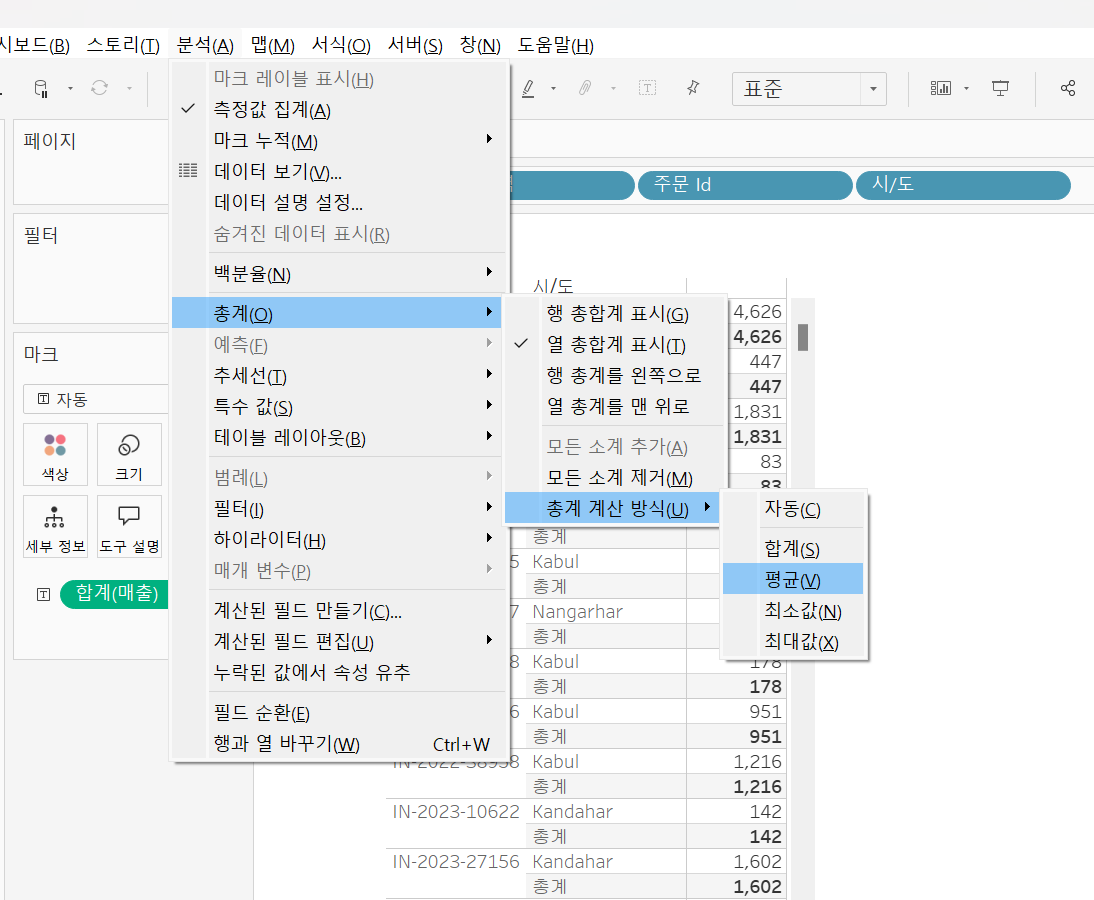 시보드(B) 스토리(T) 분석(A) 맵(M) 서식(O) 서버(S) 창(N) 도움말(H)
표준
페이지
필터
마크
자동
색상 크기
세부 정보 도구 설명
합계(매출)
마크 레이블 표시(H)
측정값 집계(A)
마크 누적(M)
데이터 보기(V)...
데이터 설명 설정...
숨겨진 데이터 표시(R)
백분율(N)
총계(O)
예측(F)
추세선(T)
특수 값(S)
테이블 레이아웃(B)
범례(L)
필터(I)
하이라이터(H)
매개 변수(P)
계산된 필드 만들기(C)...
계산된 필드 편집(U)
누락된 값에서 속성 유추
필드 순환(E)
행과 열 바꾸기(W) Ctrl+W
행 총합계 표시(G)
열 총합계 표시(T)
행 총계를 왼쪽으로
열 총계를 맨 위로
모든 소계 추가(A)
모든 소계 제거(M)
총계 계산 방식(U)
자동(C)
합계(S)
평균(V)
최소값(N)
최대값(X)
주문 Id 시/도
시/도
4,626
4,626
447
447
1,831
1,831
83
83
총계
5 Kabul
총계
7 Nangarhar
총계
8 Kabul 178
총계 178
6 Kabul 951
총계 951
IN-2022-38938 Kabul 1,216
총계 1,216
IN-2023-10622 Kandahar 142
총계 142
IN-2023-27156 Kandahar 1,602
총계 1,602